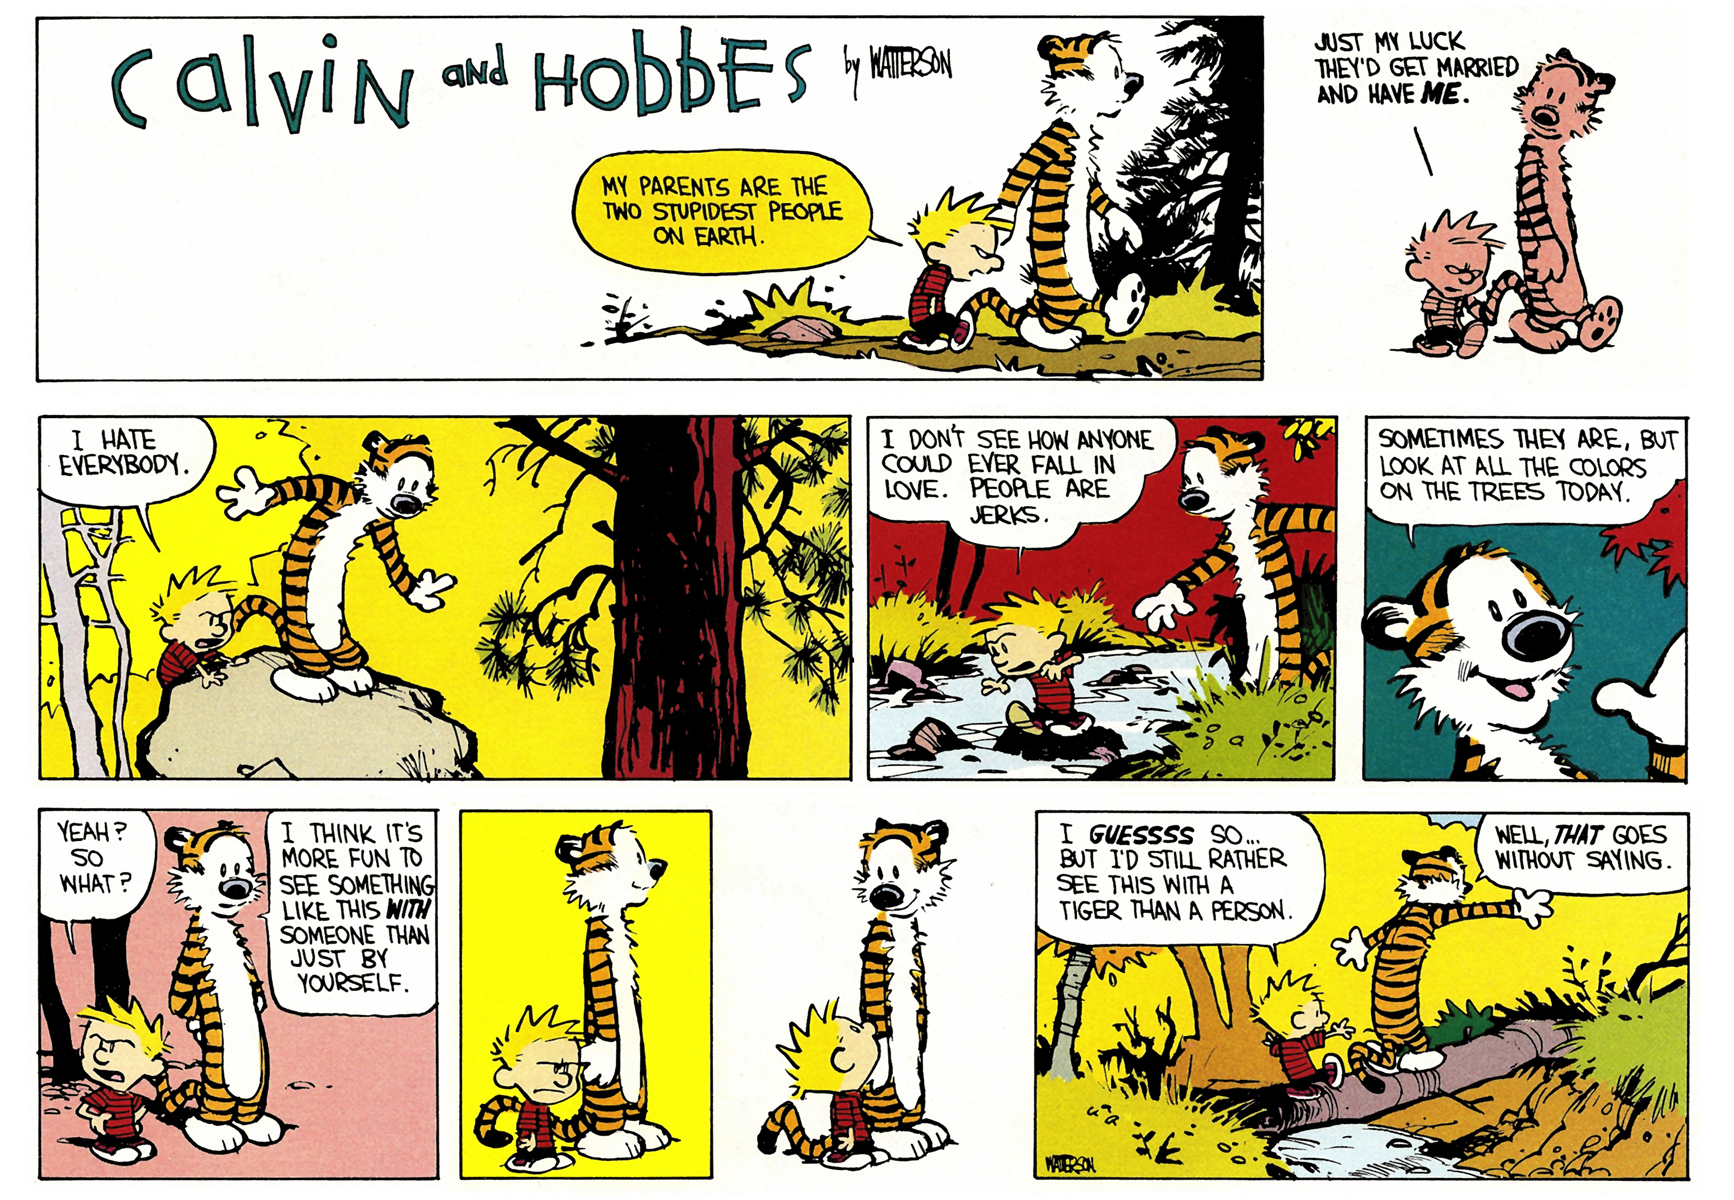 CALVIN AND HOBBES by WATTERSON
MY PARENTS ARE THE
TWO STUPIDEST PEOPLE
ON EARTH.
JUST MY LUCK
THEY'D GET MARRIED
AND HAVE ME.
I HATE
EVERYBODY.
I DON'T SEE HOW ANYONE
COULD EVER FALL IN
LOVE. PEOPLE ARE
JERKS.
SOMETIMES THEY ARE, BUT
LOOK AT ALL THE COLORS
ON THE TREES TODAY.
YEAH?
SO
WHAT?
I THINK IT'S
MORE FUN TO
SEE SOMETHING
LIKE THIS WITH
SOMEONE THAN
JUST BY
YOURSELF.
I GUESSSS SO...
BUT I'D STILL RATHER
SEE THIS WITH A
TIGER THAN A PERSON.
WELL, THAT GOES
WITHOUT SAYING.
WATTERSON